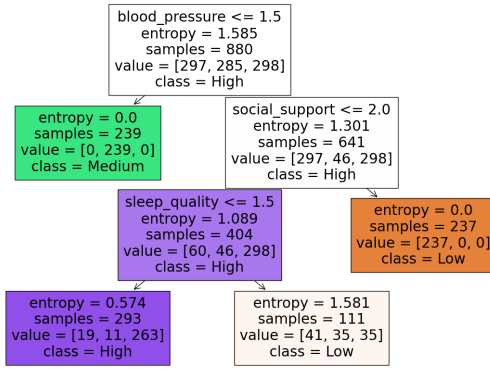 blood_pressure <= 1.5
entropy = 1.585
samples = 880
value = [297, 285, 298]
class = High
entropy = 0.0
samples = 239
value = [0, 239, 0]
class = Medium
social_support <= 2.0
entropy = 1.301
samples = 641
value = [297, 46, 298]
class = High
sleep_quality <= 1.5
entropy = 1.089
samples = 404
value = [60, 46, 298]
class = High
entropy = 0.0
samples = 237
value = [237, 0, 0]
class = Low
entropy = 0.574
samples = 293
value = [19, 11, 263]
class = High
entropy = 1.581
samples = 111
value = [41, 35, 35]
class = Low